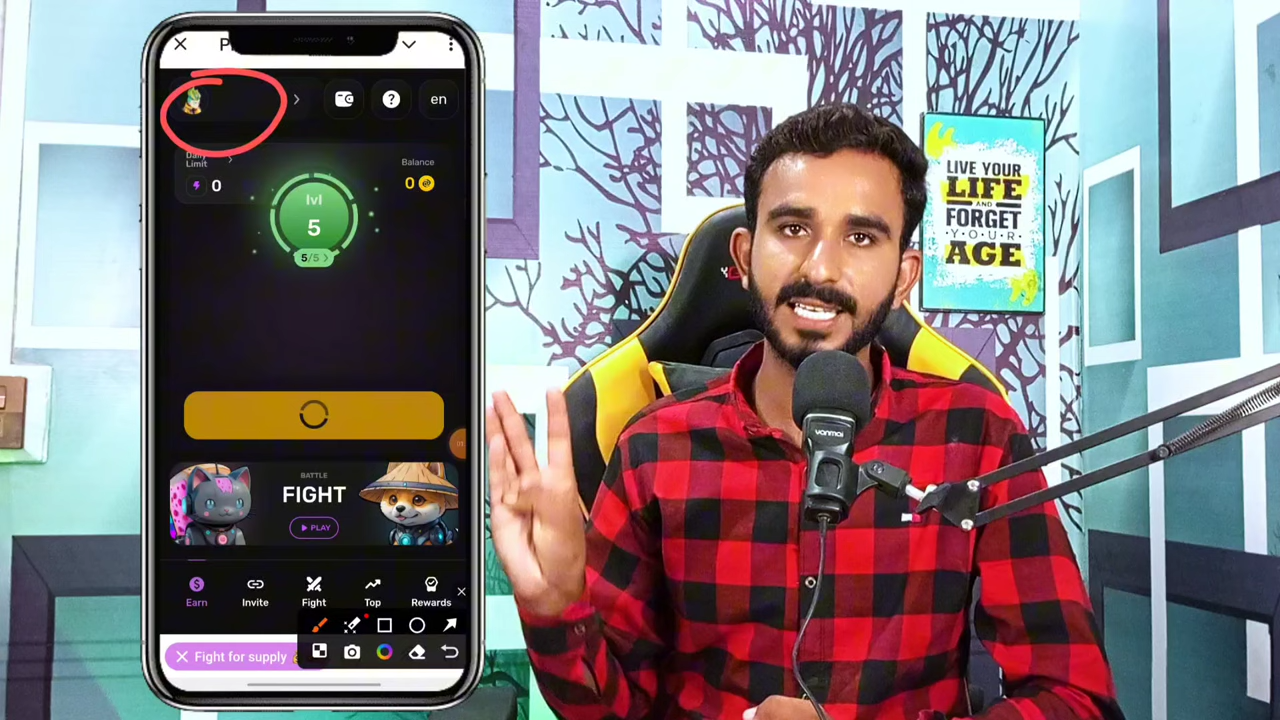 en
Daily
Limit
0
Balance
0
lvl
5
5/5
BATTLE
FIGHT
PLAY
Earn
Invite
Fight
Top
Rewards
Fight for supply
LIVE YOUR
LIFE
AND
FORGET
·Y·O·U·R·
AGE
vanmai